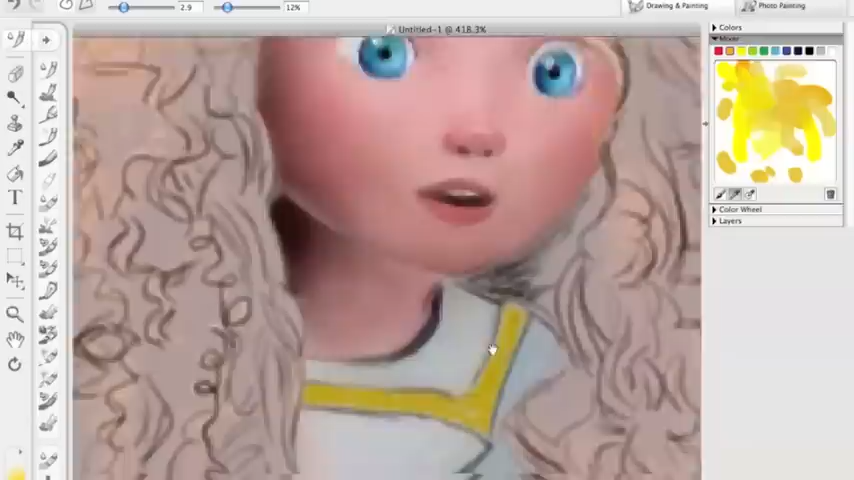 2.9
12%
Drawing & Painting
Photo Painting
Untitled-1 @ 418.3%
Colors
Mixer
T
Color Wheel
Layers